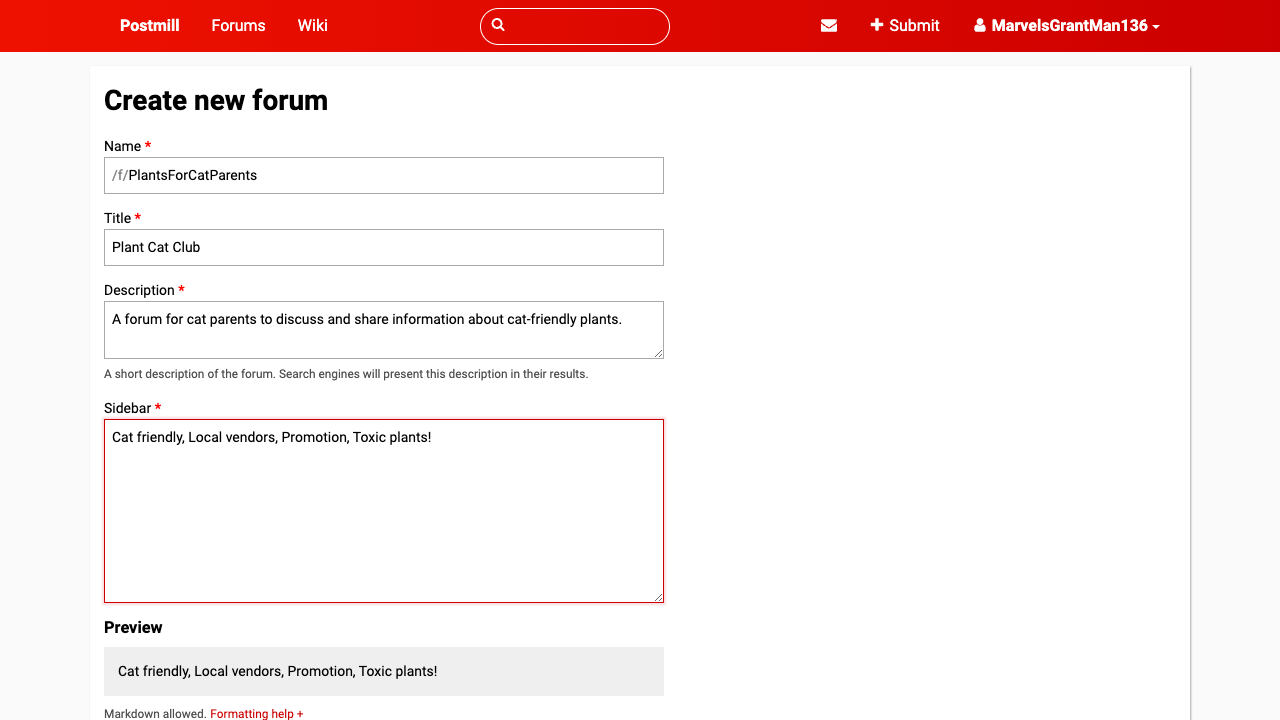 Postmill Forums Wiki Submit MarvelsGrantMan136
Create new forum
Name *
/f/PlantsForCatParents
Title *
Plant Cat Club
Description *
A forum for cat parents to discuss and share information about cat-friendly plants.
A short description of the forum. Search engines will present this description in their results.
Sidebar *
Cat friendly, Local vendors, Promotion, Toxic plants!
Preview
Cat friendly, Local vendors, Promotion, Toxic plants!
Markdown allowed. Formatting help +